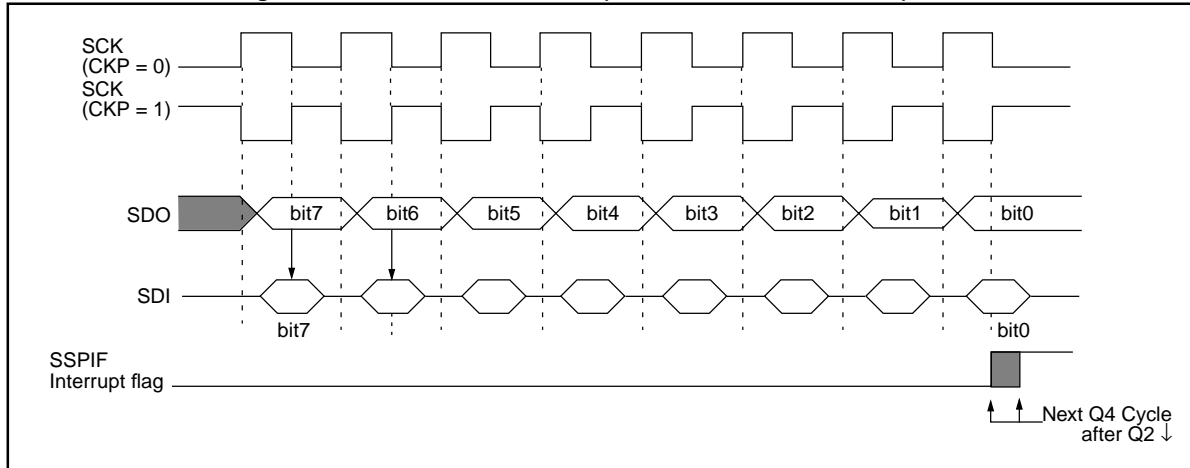 SCK
(CKP = 0)
SCK
(CKP = 1)
SDO
bit7
bit6
bit5
bit4
bit3
bit2
bit1
bit0
SDI
bit7
bit0
SSPIF
Interrupt flag
Next Q4 Cycle
after Q2 ↓